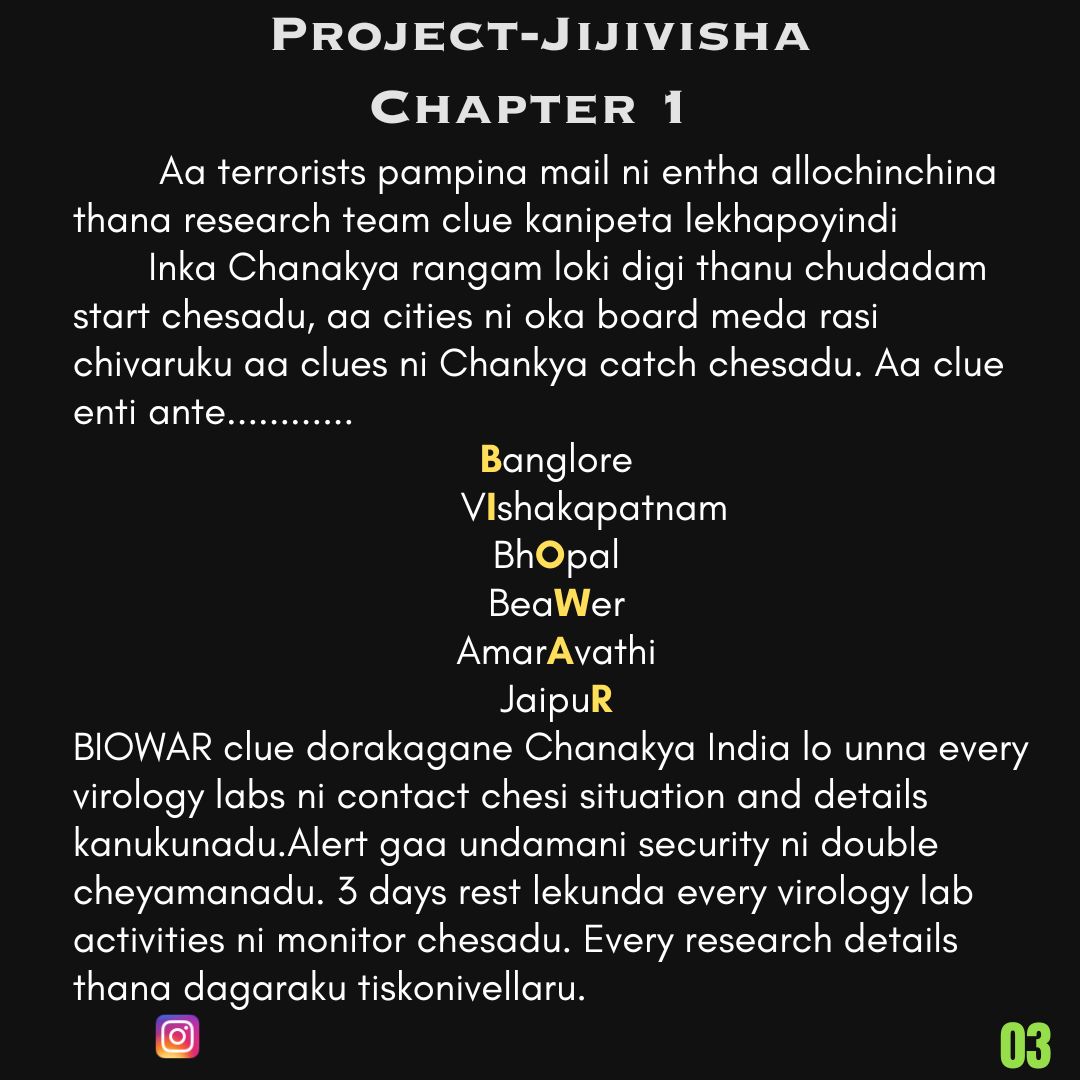 Project-Jijivisha
Chapter 1
Aa terrorists pampina mail ni entha allochinchina
thana research team clue kanipeta lekhapoyindi
Inka Chanakya rangam loki digi thanu chudadam
start chesadu, aa cities ni oka board meda rasi
chivaruku aa clues ni Chankya catch chesadu. Aa clue
enti ante............
Banglore
VIshakapatnam
BhOpal
BeaWer
AmarAvathi
JaipuR
BIOWAR clue dorakagane Chanakya India lo unna every
virology labs ni contact chesi situation and details
kanukunadu.Alert gaa undamani security ni double
cheyamanadu. 3 days rest lekunda every virology lab
activities ni monitor chesadu. Every research details
thana dagaraku tiskonivellaru.
03